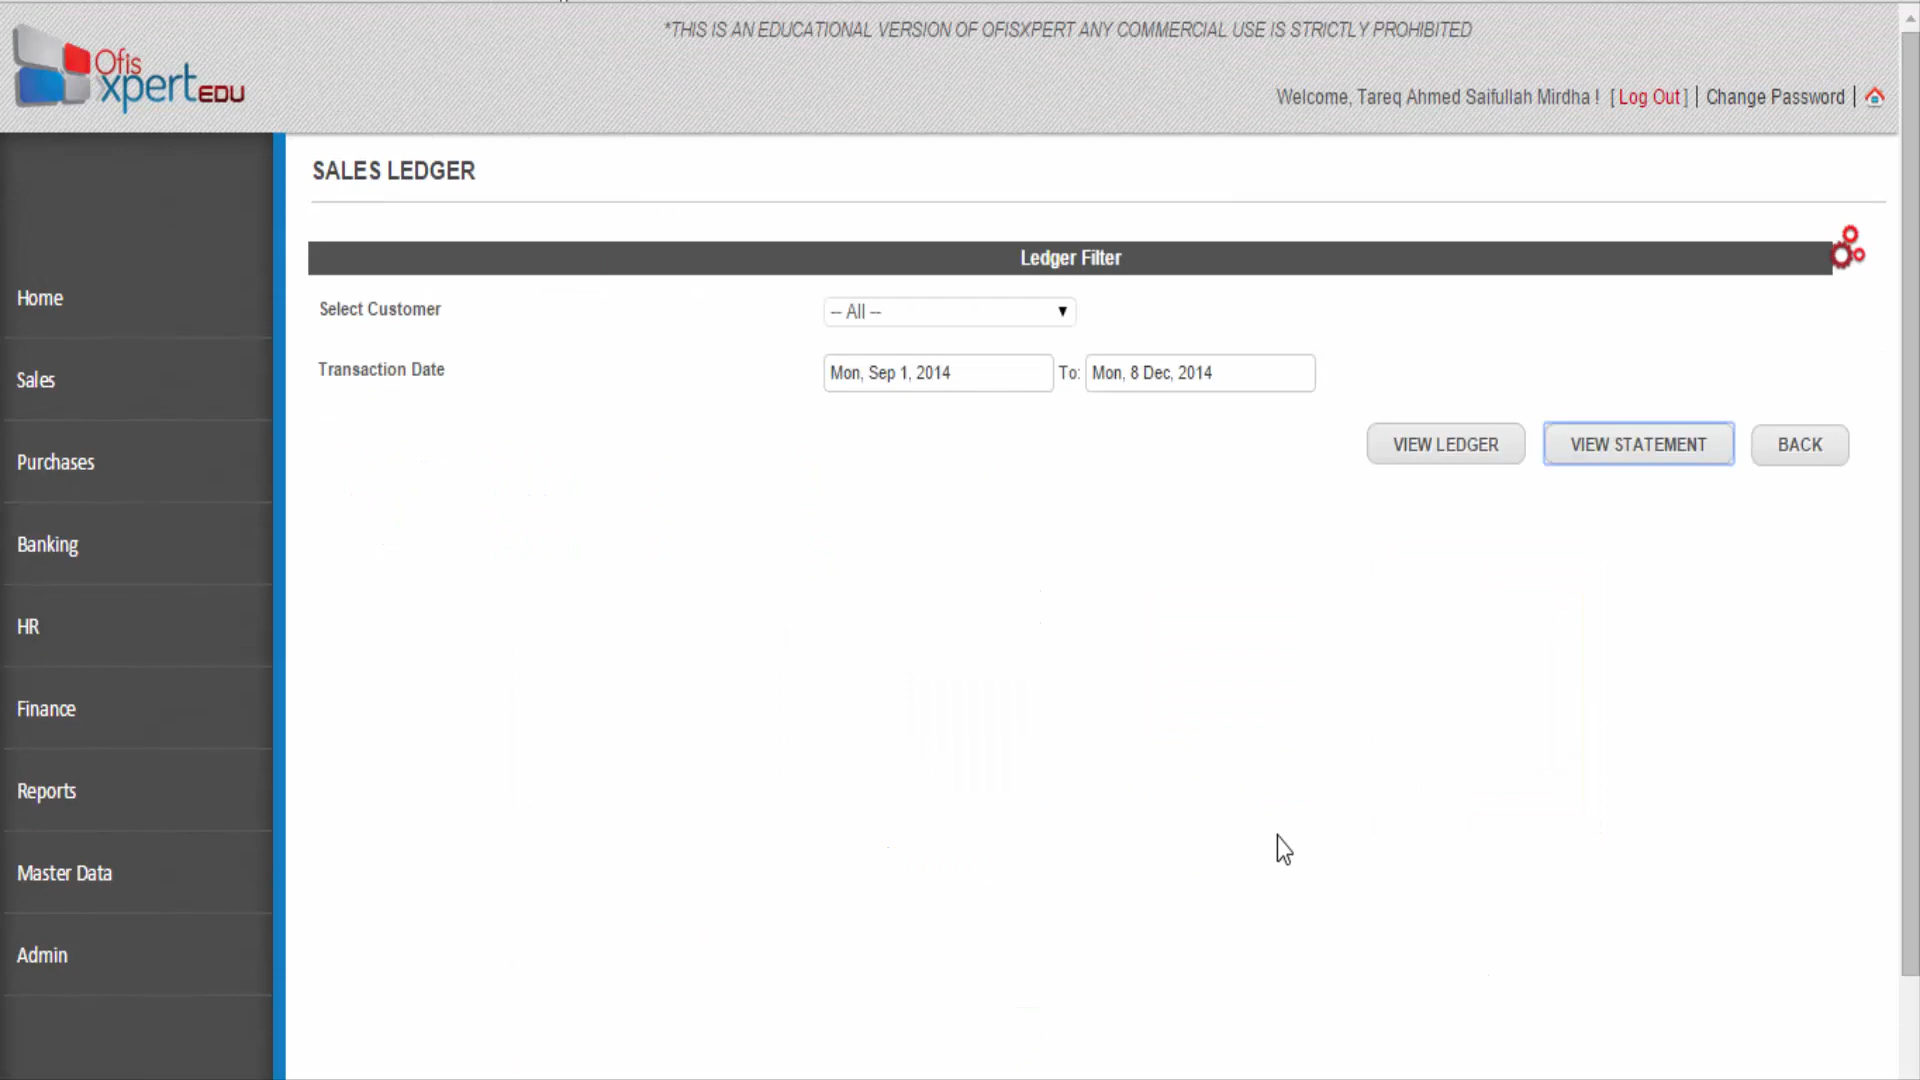 *THIS IS AN EDUCATIONAL VERSION OF OFISXPERT ANY COMMERCIAL USE IS STRICTLY PROHIBITED
Ofis
xpert EDU
Welcome, Tareq Ahmed Saifullah Mirdha ! [ Log Out ] | Change Password |
SALES LEDGER
Ledger Filter
Select Customer
-- All --
Transaction Date
Mon, Sep 1, 2014 To: Mon, 8 Dec, 2014
VIEW LEDGER VIEW STATEMENT BACK
Home
Sales
Purchases
Banking
HR
Finance
Reports
Master Data
Admin